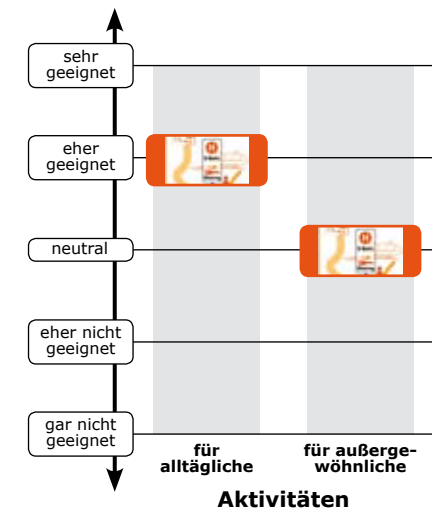 sehr
geeignet
eher
geeignet
H
neutral
H
eher nicht
geeignet
gar nicht
geeignet
für
alltägliche
für außerge-
wöhnliche
Aktivitäten